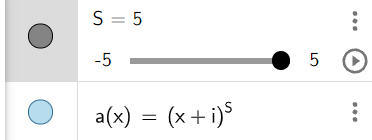 S = 5
-5 5
a(x) = (x + i)^S